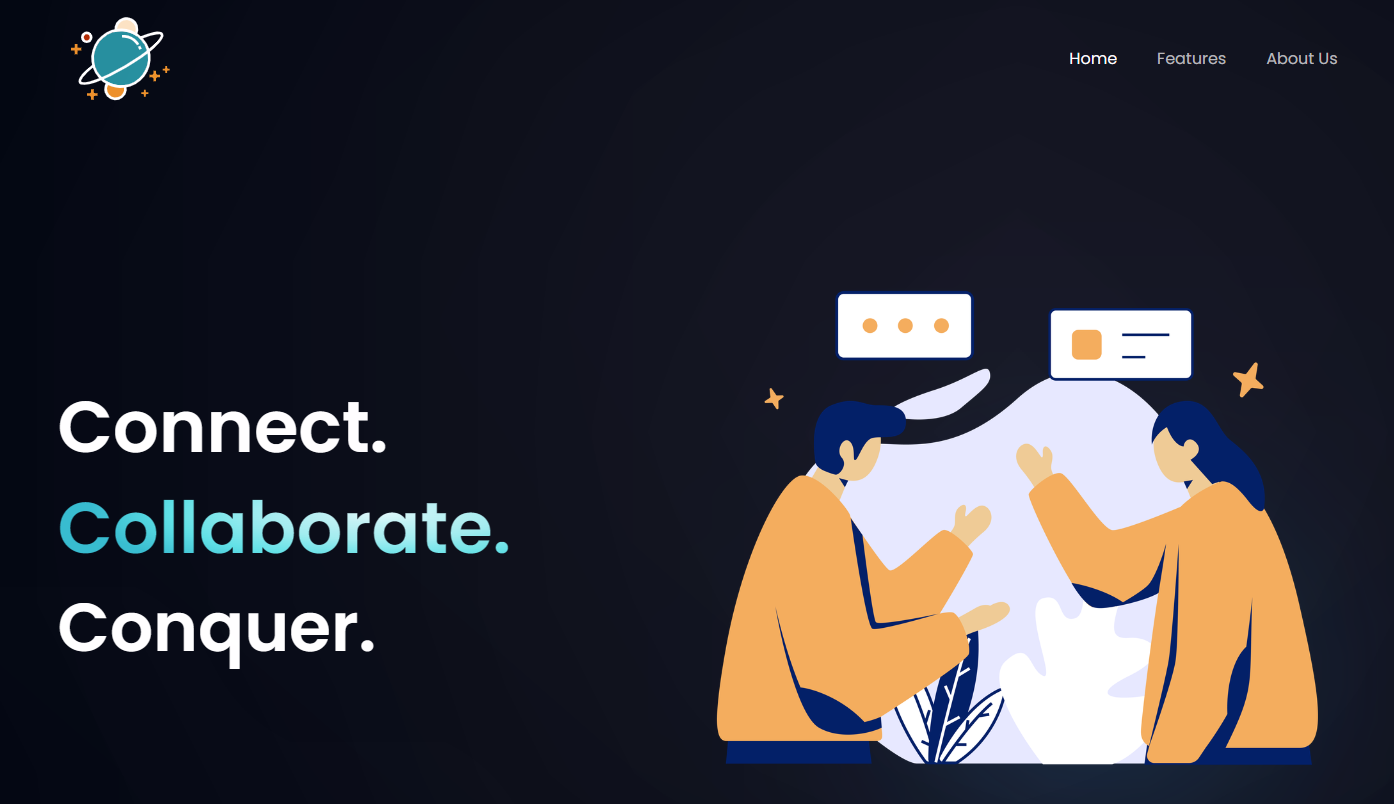 Home Features About Us
Connect.
Collaborate.
Conquer.